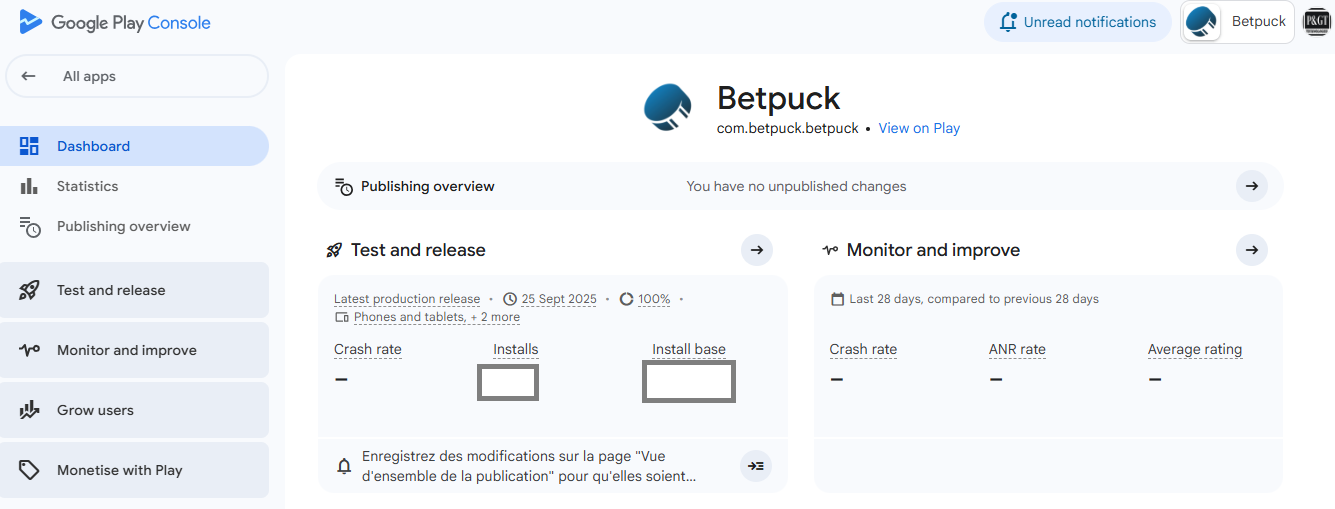 Google Play Console
Unread notifications
Betpuck
P&GT
All apps
Betpuck
com.betpuck.betpuck • View on Play
Dashboard
Statistics
Publishing overview
Publishing overview
You have no unpublished changes
Test and release
Monitor and improve
Grow users
Monetise with Play
Test and release
Latest production release • 25 Sept 2025 • 100% •
Phones and tablets, + 2 more
Crash rate
Installs
Install base
–
Enregistrez des modifications sur la page "Vue
d'ensemble de la publication" pour qu'elles soient...
Monitor and improve
Last 28 days, compared to previous 28 days
Crash rate
ANR rate
Average rating
–
–
–